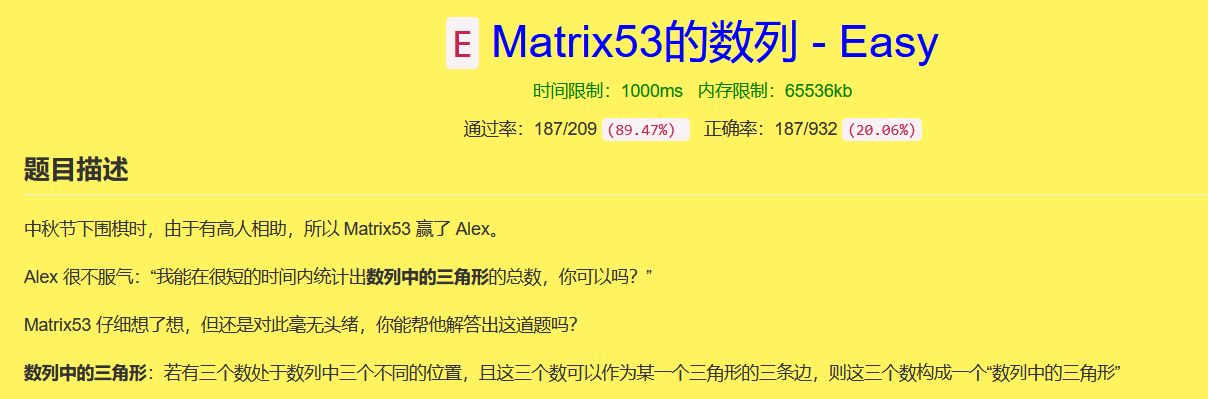 E Matrix53的数列 - Easy
时间限制：1000ms 内存限制：65536kb
通过率：187/209 (89.47%) 正确率：187/932 (20.06%)
题目描述
中秋节下围棋时，由于有高人相助，所以 Matrix53 赢了 Alex。
Alex 很不服气：“我能在很短的时间内统计出数列中的三角形的总数，你可以吗？”
Matrix53 仔细想了想，但还是对此毫无头绪，你能帮他解答出这道题吗？
数列中的三角形：若有三个数处于数列中三个不同的位置，且这三个数可以作为某一个三角形的三条边，则这三个数构成一个“数列中的三角形”